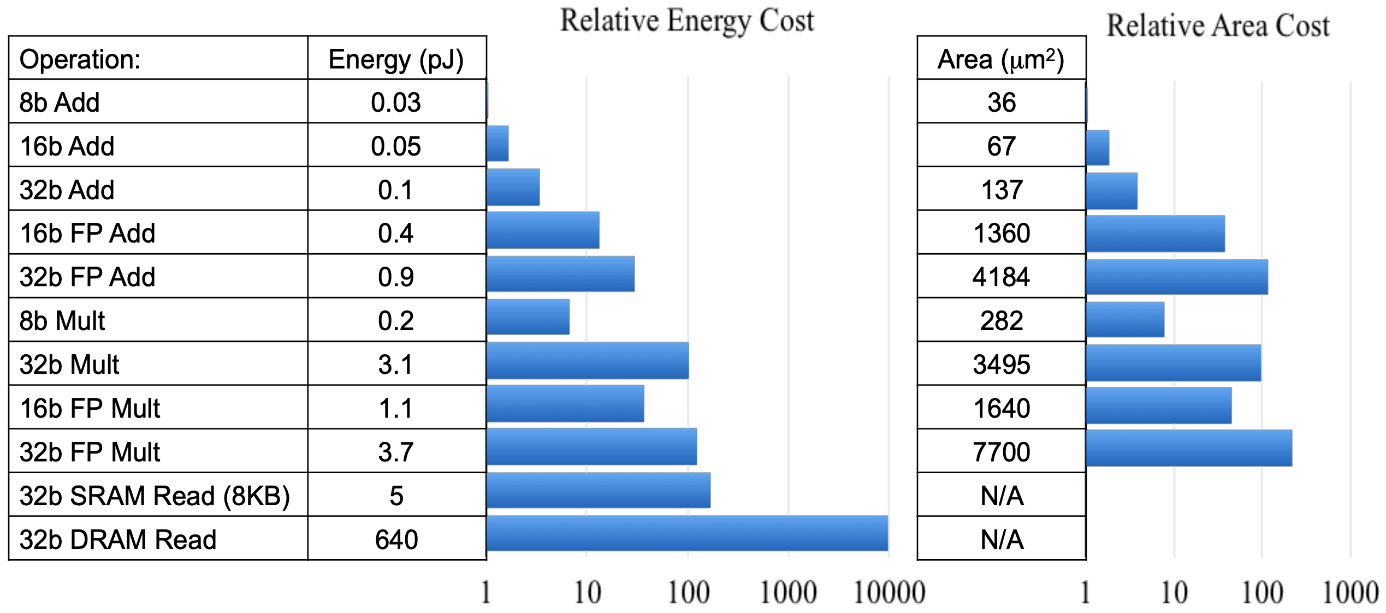 Relative Energy Cost
Relative Area Cost
Operation: Energy (pJ) Area (μm²)
8b Add 0.03 36
16b Add 0.05 67
32b Add 0.1 137
16b FP Add 0.4 1360
32b FP Add 0.9 4184
8b Mult 0.2 282
32b Mult 3.1 3495
16b FP Mult 1.1 1640
32b FP Mult 3.7 7700
32b SRAM Read (8KB) 5 N/A
32b DRAM Read 640 N/A
1 10 100 1000 10000 1 10 100 1000